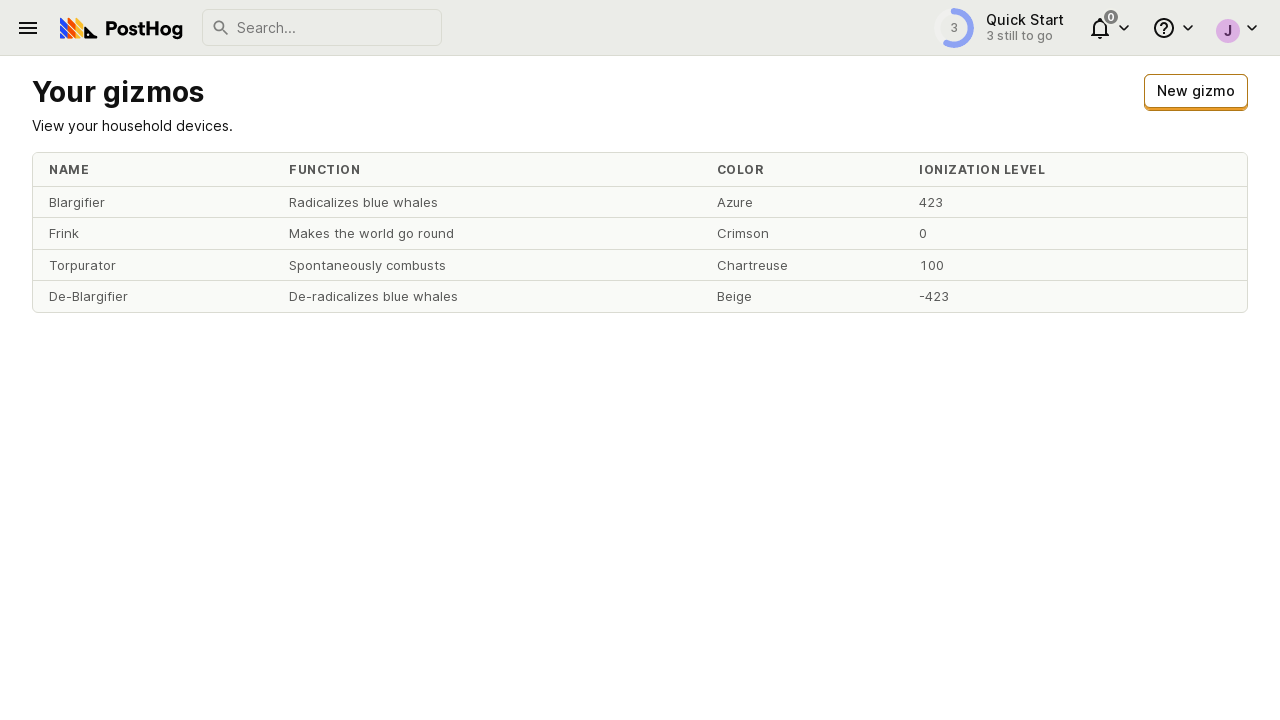 PostHog
Search...
3
Quick Start
3 still to go
0
J
Your gizmos
New gizmo
View your household devices.
NAME FUNCTION COLOR IONIZATION LEVEL
Blargifier Radicalizes blue whales Azure 423
Frink Makes the world go round Crimson 0
Torpurator Spontaneously combusts Chartreuse 100
De-Blargifier De-radicalizes blue whales Beige -423